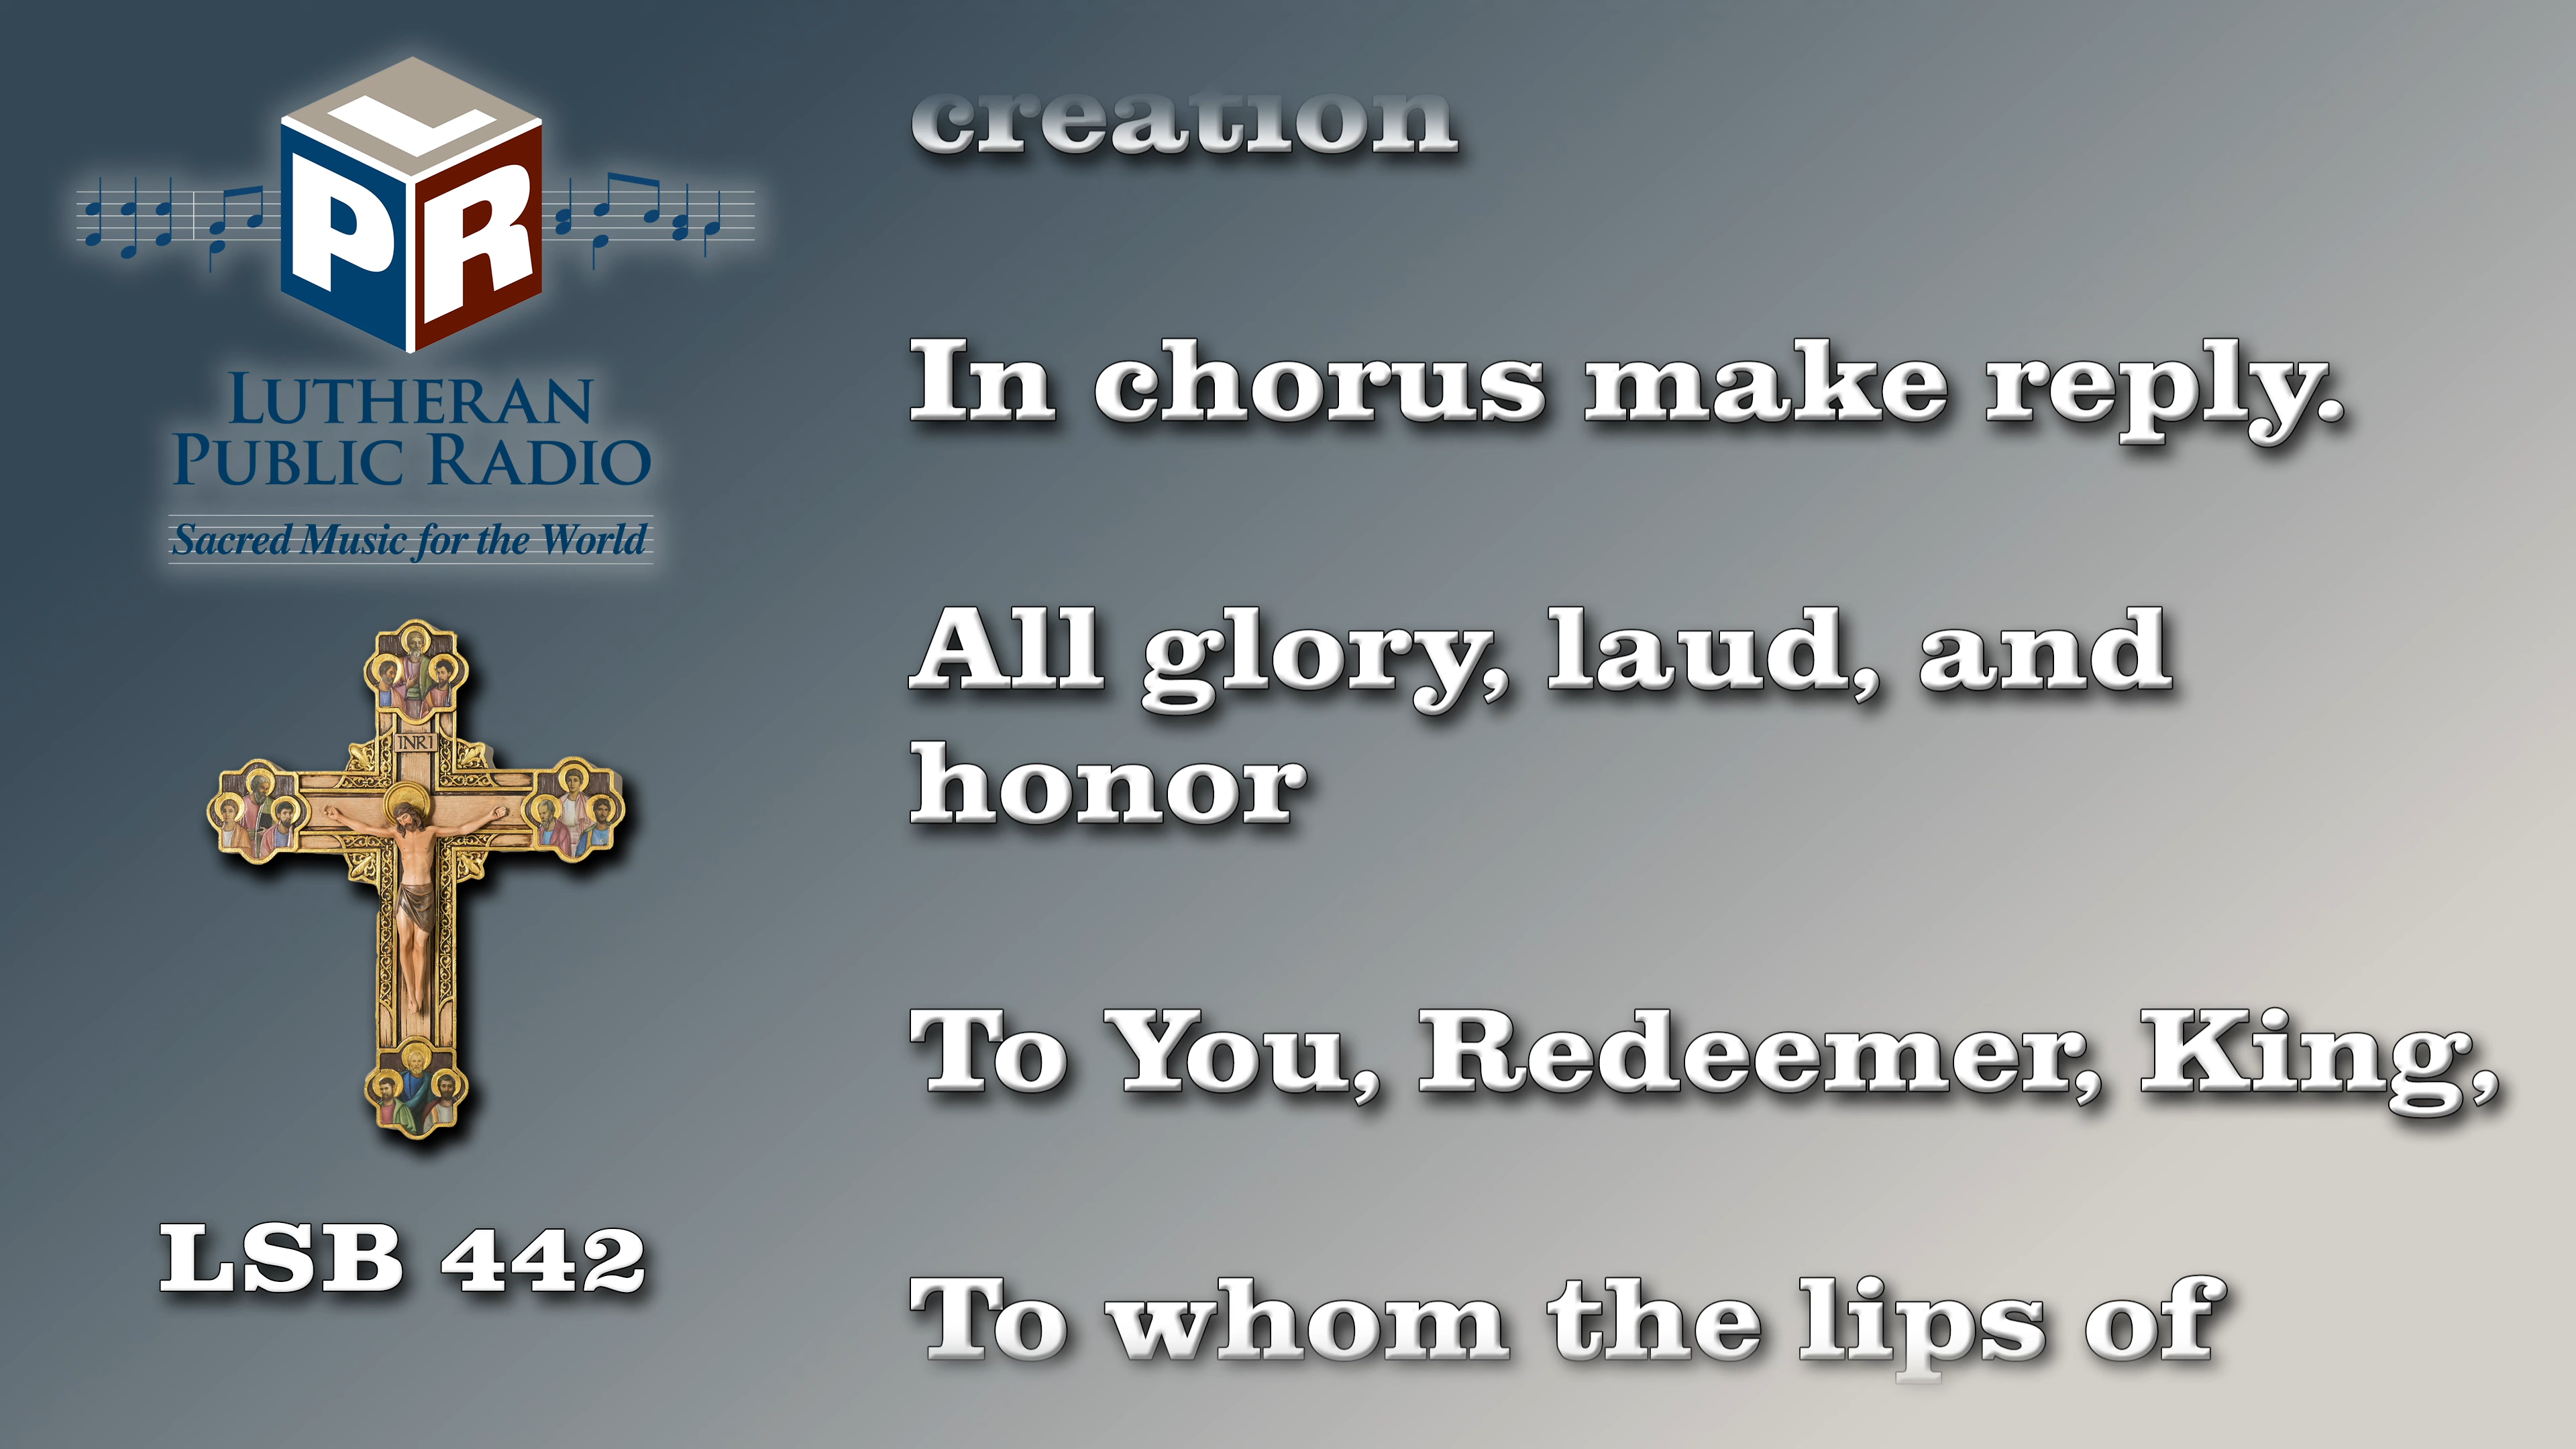 L
P R
LUTHERAN
PUBLIC RADIO
Sacred Music for the World
INRI
LSB 442
creation
In chorus make reply.
All glory, laud, and
honor
To You, Redeemer, King,
To whom the lips of